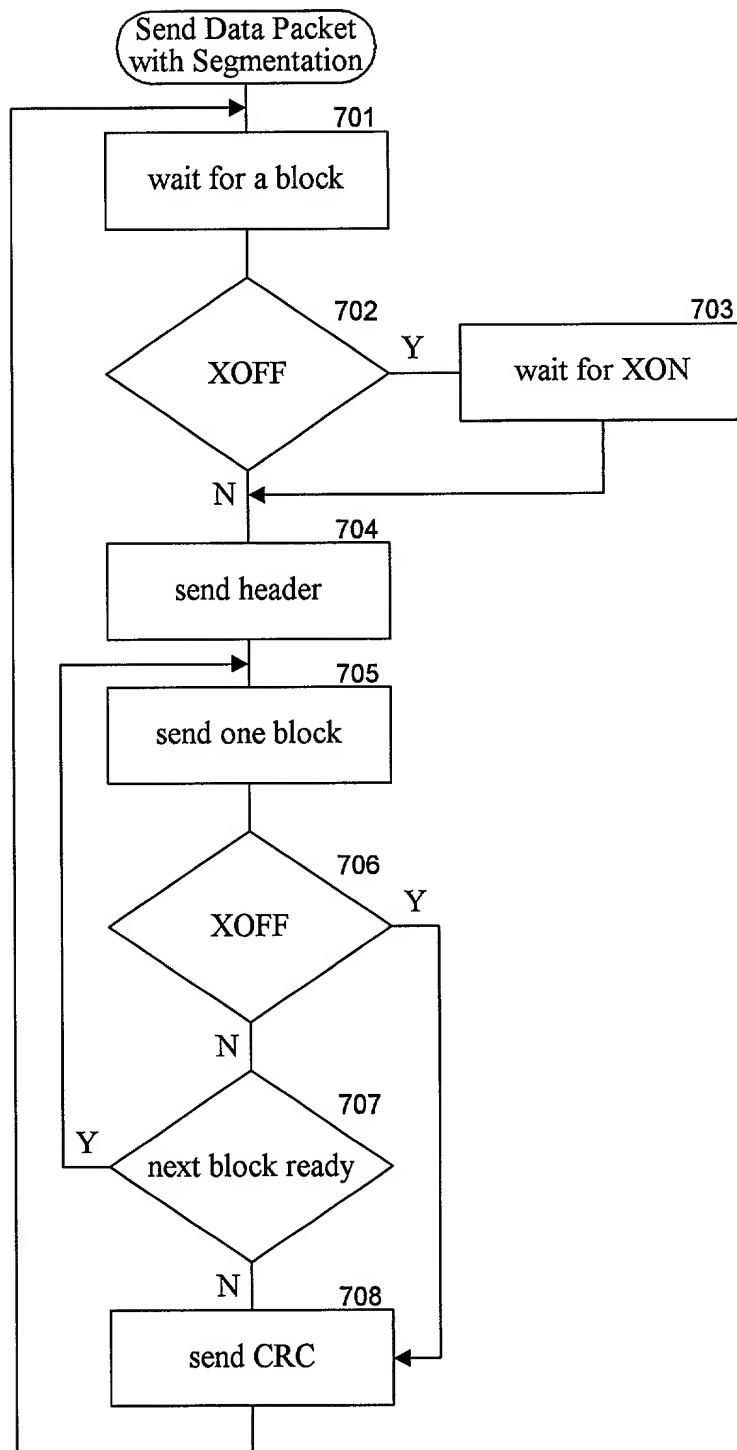 Send Data Packet
with Segmentation
701
wait for a block
702
XOFF
Y
703
wait for XON
N
704
send header
705
send one block
706
XOFF
Y
N
707
Y
next block ready
N
708
send CRC